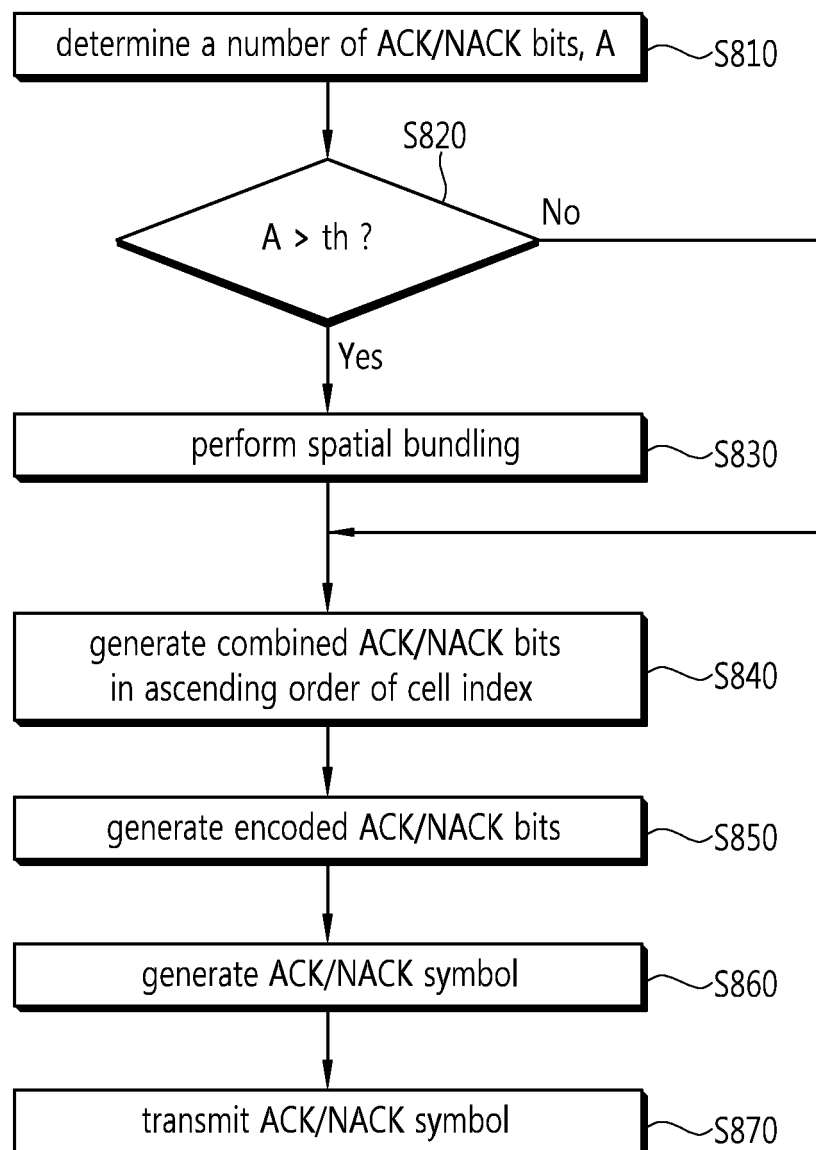 determine a number of ACK/NACK bits, A
S810
S820
A > th ?
No
Yes
perform spatial bundling
S830
generate combined ACK/NACK bits
in ascending order of cell index
S840
generate encoded ACK/NACK bits
S850
generate ACK/NACK symbol
S860
transmit ACK/NACK symbol
S870